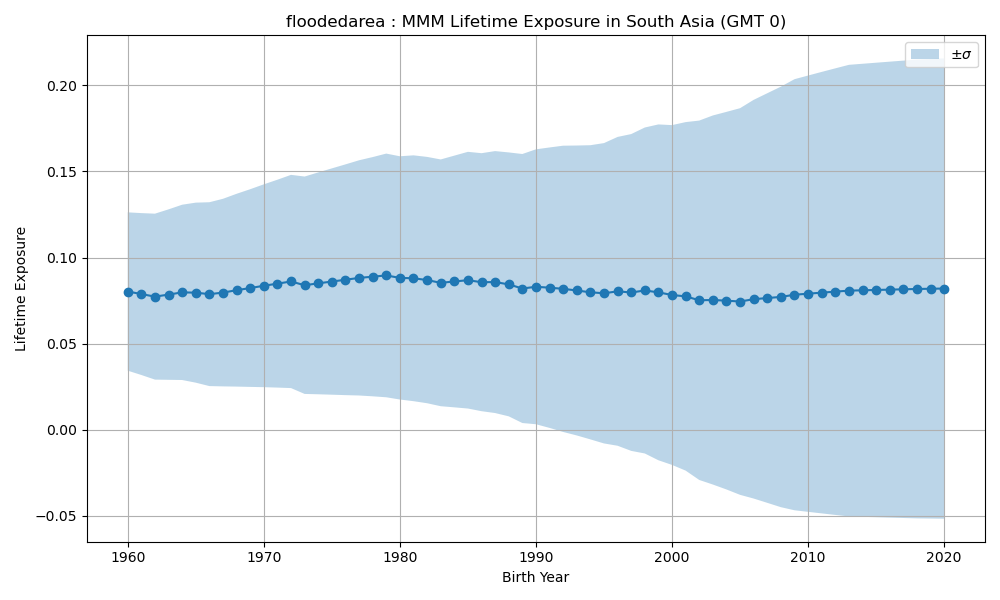 floodedarea : MMM Lifetime Exposure in South Asia (GMT 0)
±σ
Lifetime Exposure
0.20
0.15
0.10
0.05
0.00
−0.05
1960 1970 1980 1990 2000 2010 2020
Birth Year